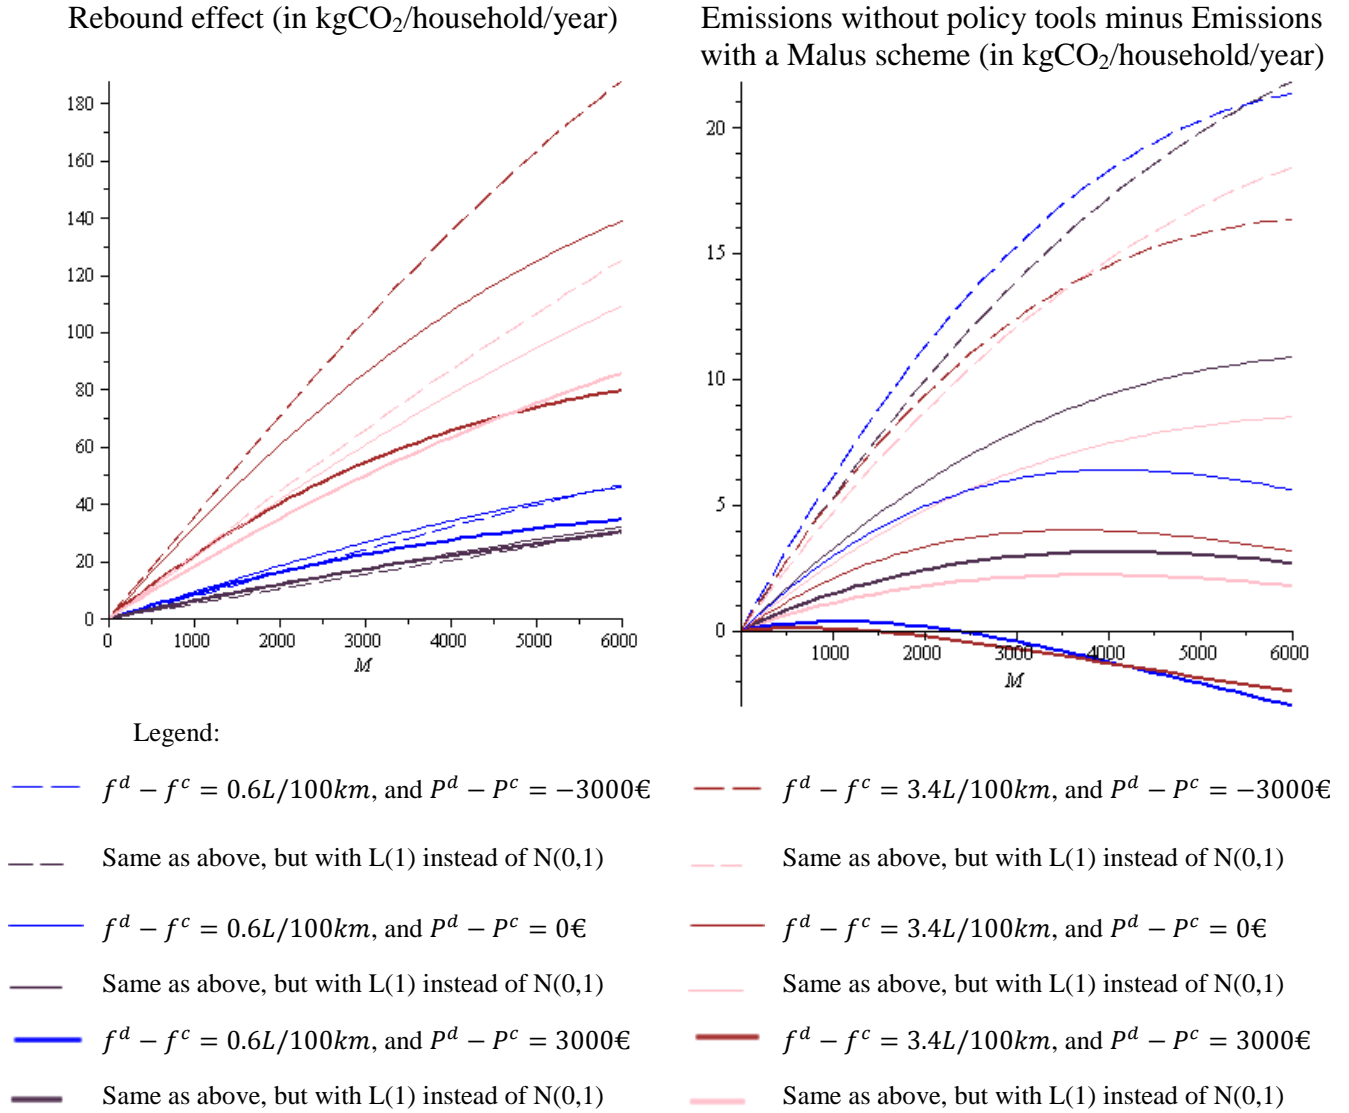 Rebound effect (in kgCO₂/household/year)
Emissions without policy tools minus Emissions
with a Malus scheme (in kgCO₂/household/year)
180
160
140
120
100
80
60
40
20
0
0 1000 2000 3000 4000 5000 6000
M
20
15
10
5
0
1000 2000 3000 4000 5000 6000
M
Legend:
f^d − f^c = 0.6L/100km, and P^d − P^c = −3000€
f^d − f^c = 3.4L/100km, and P^d − P^c = −3000€
Same as above, but with L(1) instead of N(0,1)
Same as above, but with L(1) instead of N(0,1)
f^d − f^c = 0.6L/100km, and P^d − P^c = 0€
f^d − f^c = 3.4L/100km, and P^d − P^c = 0€
Same as above, but with L(1) instead of N(0,1)
Same as above, but with L(1) instead of N(0,1)
f^d − f^c = 0.6L/100km, and P^d − P^c = 3000€
f^d − f^c = 3.4L/100km, and P^d − P^c = 3000€
Same as above, but with L(1) instead of N(0,1)
Same as above, but with L(1) instead of N(0,1)